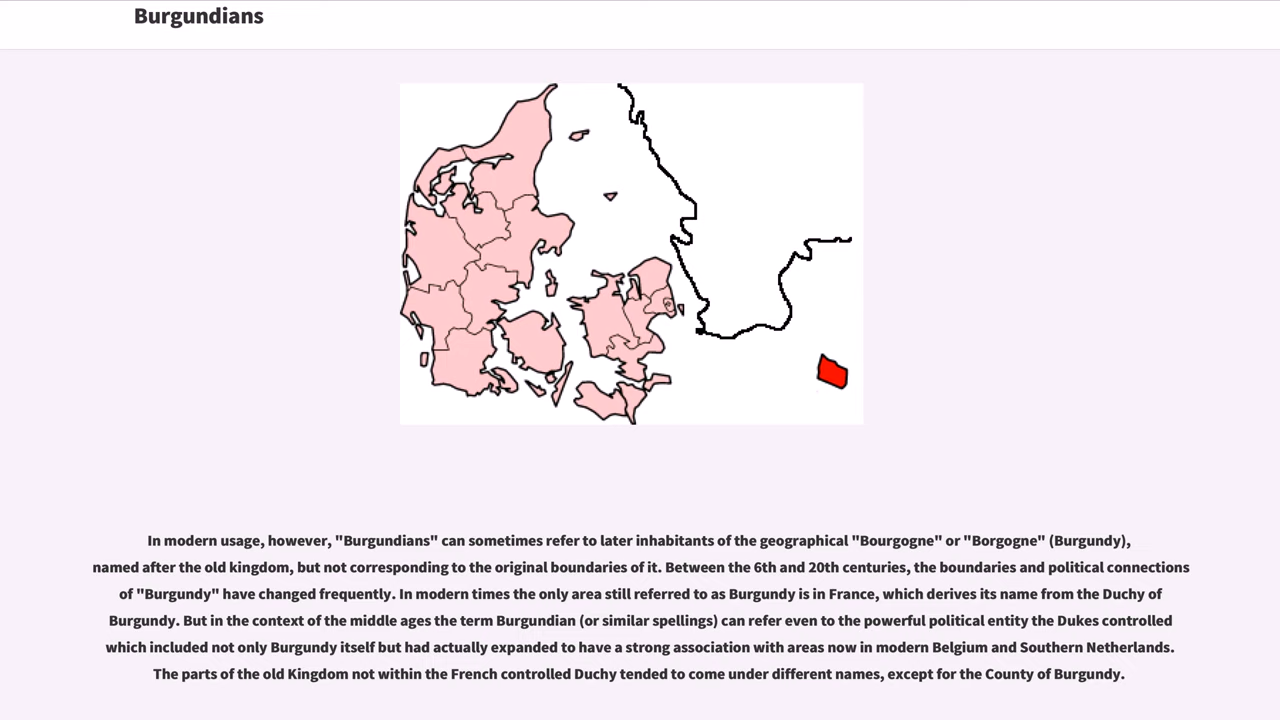 Burgundians
In modern usage, however, "Burgundians" can sometimes refer to later inhabitants of the geographical "Bourgogne" or "Borgogne" (Burgundy),
named after the old kingdom, but not corresponding to the original boundaries of it. Between the 6th and 20th centuries, the boundaries and political connections
of "Burgundy" have changed frequently. In modern times the only area still referred to as Burgundy is in France, which derives its name from the Duchy of
Burgundy. But in the context of the middle ages the term Burgundian (or similar spellings) can refer even to the powerful political entity the Dukes controlled
which included not only Burgundy itself but had actually expanded to have a strong association with areas now in modern Belgium and Southern Netherlands.
The parts of the old Kingdom not within the French controlled Duchy tended to come under different names, except for the County of Burgundy.